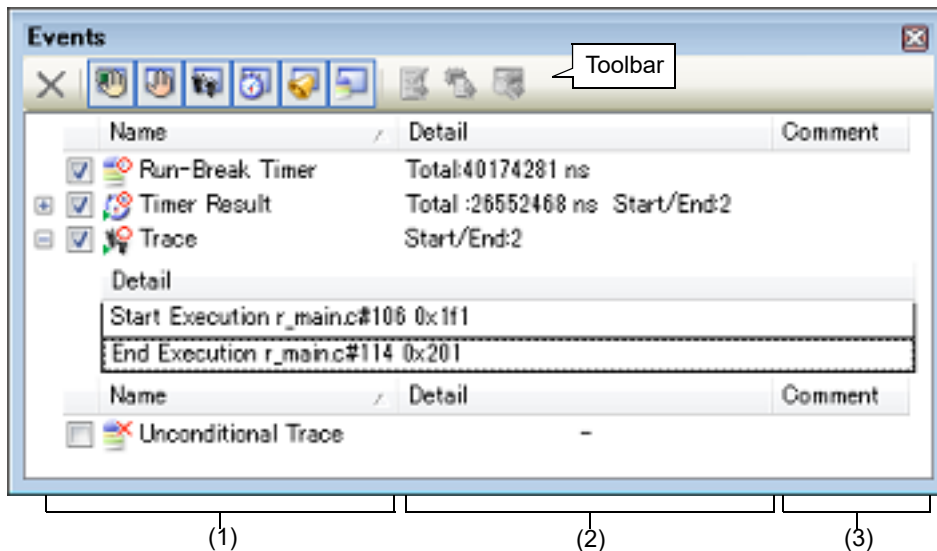 Events
Toolbar
Name Detail Comment
Run-Break Timer Total:40174281 ns
Timer Result Total :26552468 ns Start/End:2
Trace Start/End:2
Detail
Start Execution r_main.c#106 0x1f1
End Execution r_main.c#114 0x201
Name Detail Comment
Unconditional Trace -
(1) (2) (3)